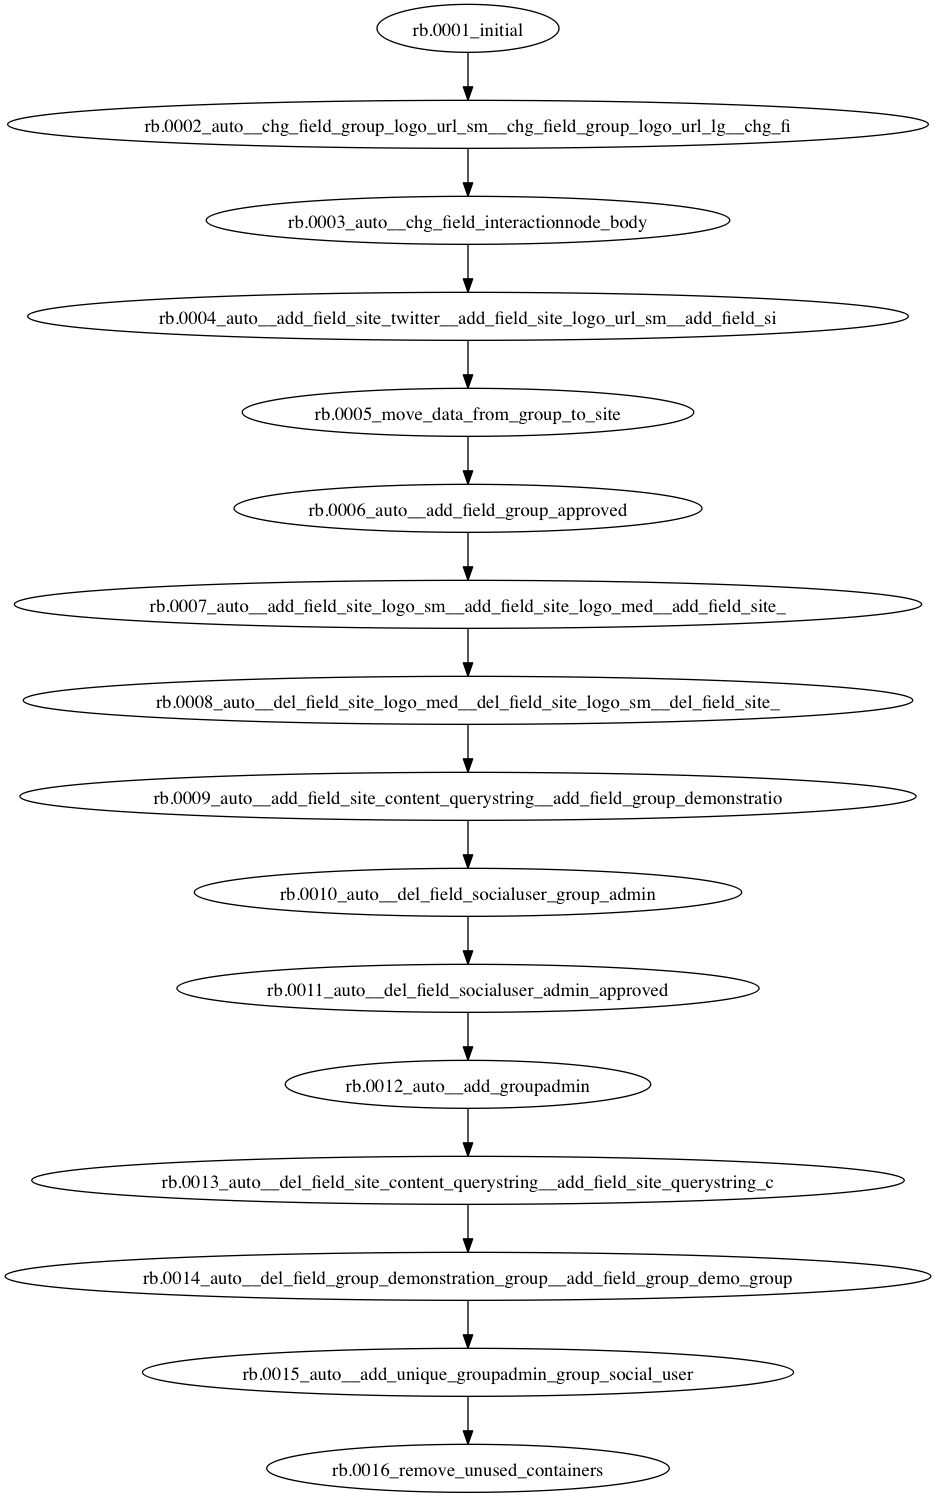 rb.0001_initial
rb.0002_auto__chg_field_group_logo_url_sm__chg_field_group_logo_url_lg__chg_fi
rb.0003_auto__chg_field_interactionnode_body
rb.0004_auto__add_field_site_twitter__add_field_site_logo_url_sm__add_field_si
rb.0005_move_data_from_group_to_site
rb.0006_auto__add_field_group_approved
rb.0007_auto__add_field_site_logo_sm__add_field_site_logo_med__add_field_site_
rb.0008_auto__del_field_site_logo_med__del_field_site_logo_sm__del_field_site_
rb.0009_auto__add_field_site_content_querystring__add_field_group_demonstratio
rb.0010_auto__del_field_socialuser_group_admin
rb.0011_auto__del_field_socialuser_admin_approved
rb.0012_auto__add_groupadmin
rb.0013_auto__del_field_site_content_querystring__add_field_site_querystring_c
rb.0014_auto__del_field_group_demonstration_group__add_field_group_demo_group
rb.0015_auto__add_unique_groupadmin_group_social_user
rb.0016_remove_unused_containers